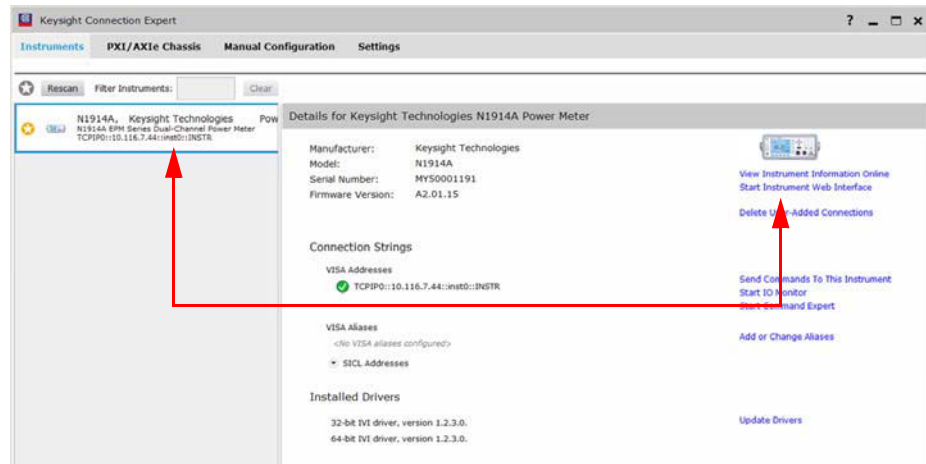 Keysight Connection Expert
? _ □ ×
Instruments PXI/AXIe Chassis Manual Configuration Settings
Rescan Filter Instruments: Clear
N1914A, Keysight Technologies Pow
N1914A EPM Series Dual-Channel Power Meter
TCPIP0::10.116.7.44::inst0::INSTR
Details for Keysight Technologies N1914A Power Meter
Manufacturer: Keysight Technologies
Model: N1914A
Serial Number: MY50001191
Firmware Version: A2.01.15
View Instrument Information Online
Start Instrument Web Interface
Delete User-Added Connections
Connection Strings
VISA Addresses
TCPIP0::10.116.7.44::inst0::INSTR
Send Commands To This Instrument
Start IO Monitor
Start Command Expert
VISA Aliases
<No VISA aliases configured>
Add or Change Aliases
SICL Addresses
Installed Drivers
32-bit IVI driver, version 1.2.3.0.
64-bit IVI driver, version 1.2.3.0.
Update Drivers